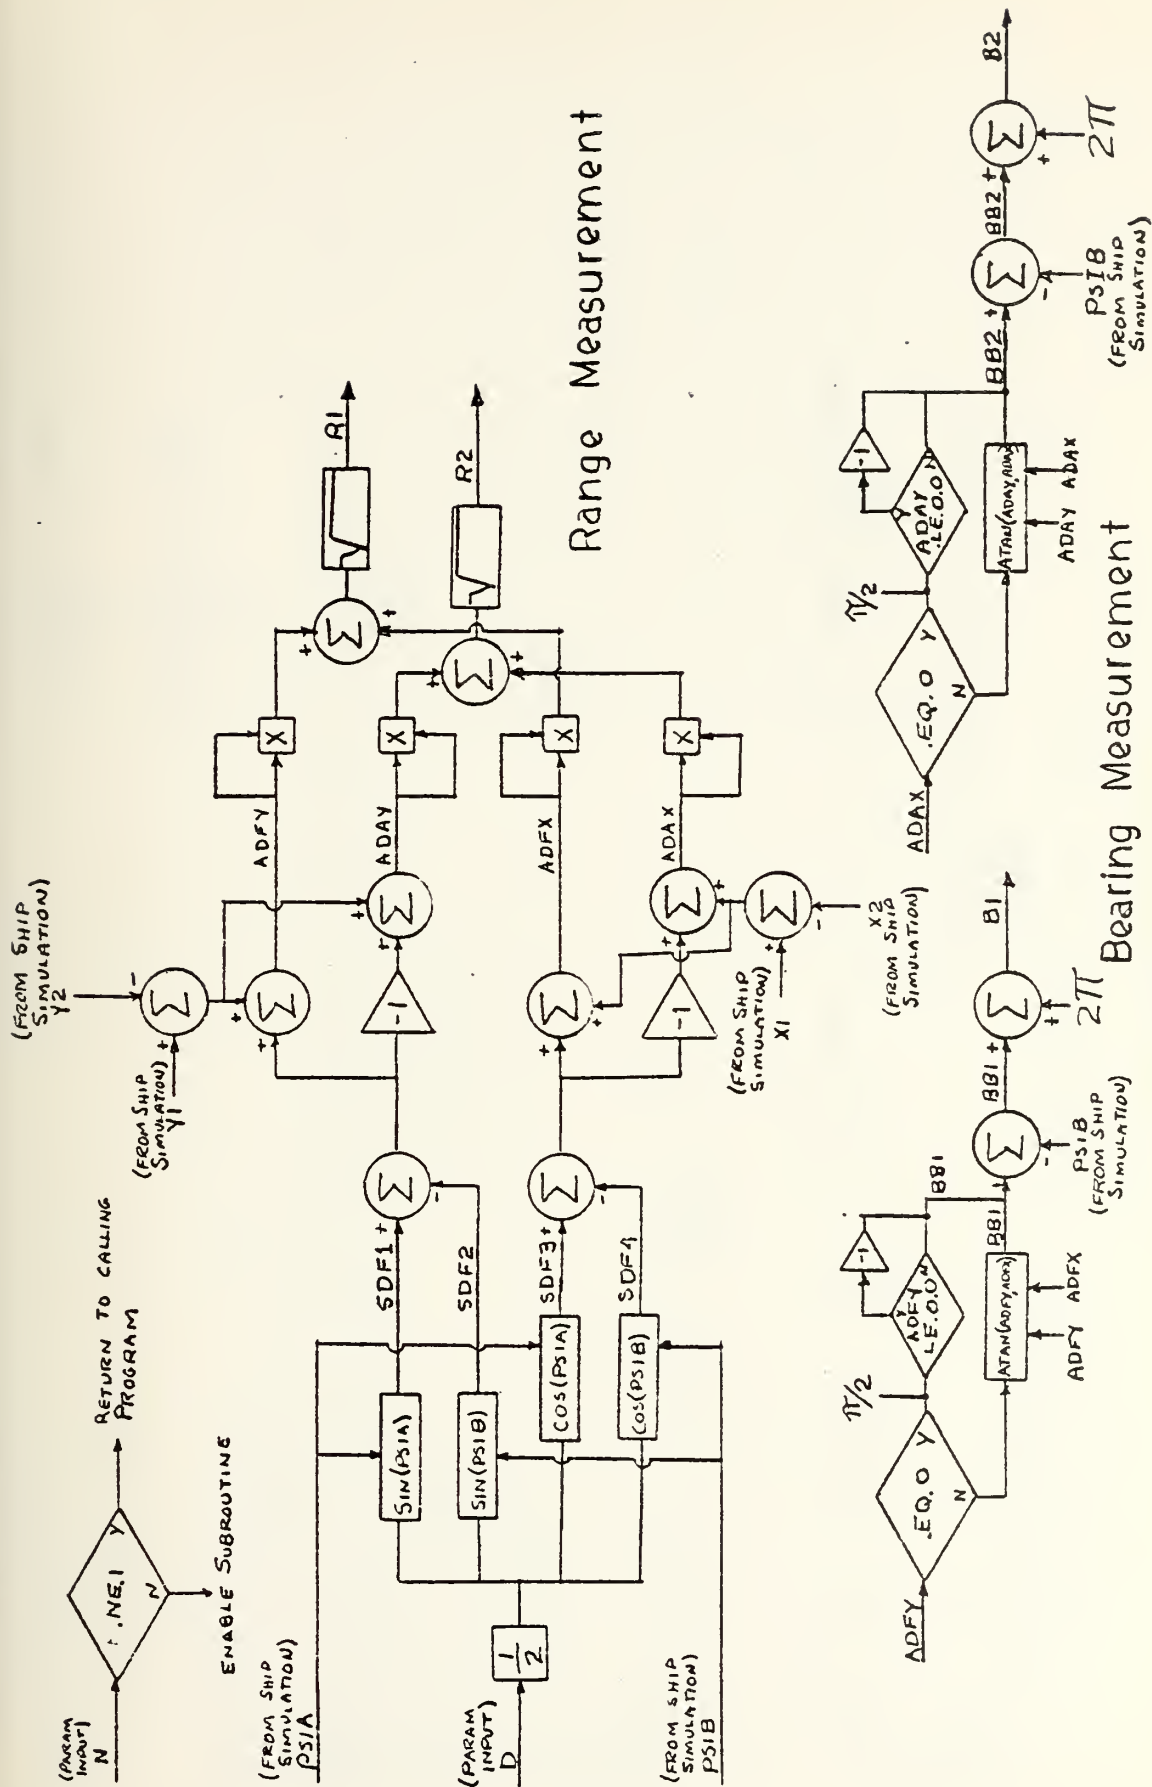 (PARAM
INPUT)
N
.NE.1
Y
N
RETURN TO CALLING
PROGRAM
ENABLE SUBROUTINE
(FROM SHIP
SIMULATION)
PSIA
(PARAM
INPUT)
D
1
2
(FROM SHIP
SIMULATION)
PSIB
SIN(PSIA)
SIN(PSIB)
COS(PSIA)
COS(PSIB)
SDF1 +
SDF2
-
SDF3 +
SDF4
-
Σ
Σ
(FROM SHIP
SIMULATION)
Y1
+
(FROM SHIP
SIMULATION)
Y2
-
Σ
+
+
Σ
-1
+
+
Σ
+
+
Σ
-1
+
+
Σ
(FROM SHIP
SIMULATION)
X1
+
Σ
-
X2
(FROM SHIP
SIMULATION)
ADFY
ADAY
ADFX
ADAX
X
X
X
X
+
Σ
+
+
Σ
+
√
√
R1
R2
Range Measurement
ADFY
.EQ.0
Y
N
π/2
Y
ADFY
.LE.0.0
N
-1
ATAN(ADFY,ADFX)
ADFY ADFX
BB1
BB1
Σ
-
PSIB
(FROM SHIP
SIMULATION)
BB1 +
Σ
+
2π
B1
ADAX
.EQ.0
Y
N
π/2
Y
ADAY
.LE.0.0
N
-1
ATAN(ADAY,ADAX)
ADAY ADAX
BB2 +
Σ
-
PSIB
(FROM SHIP
SIMULATION)
BB2 +
Σ
+
2π
B2
Bearing Measurement